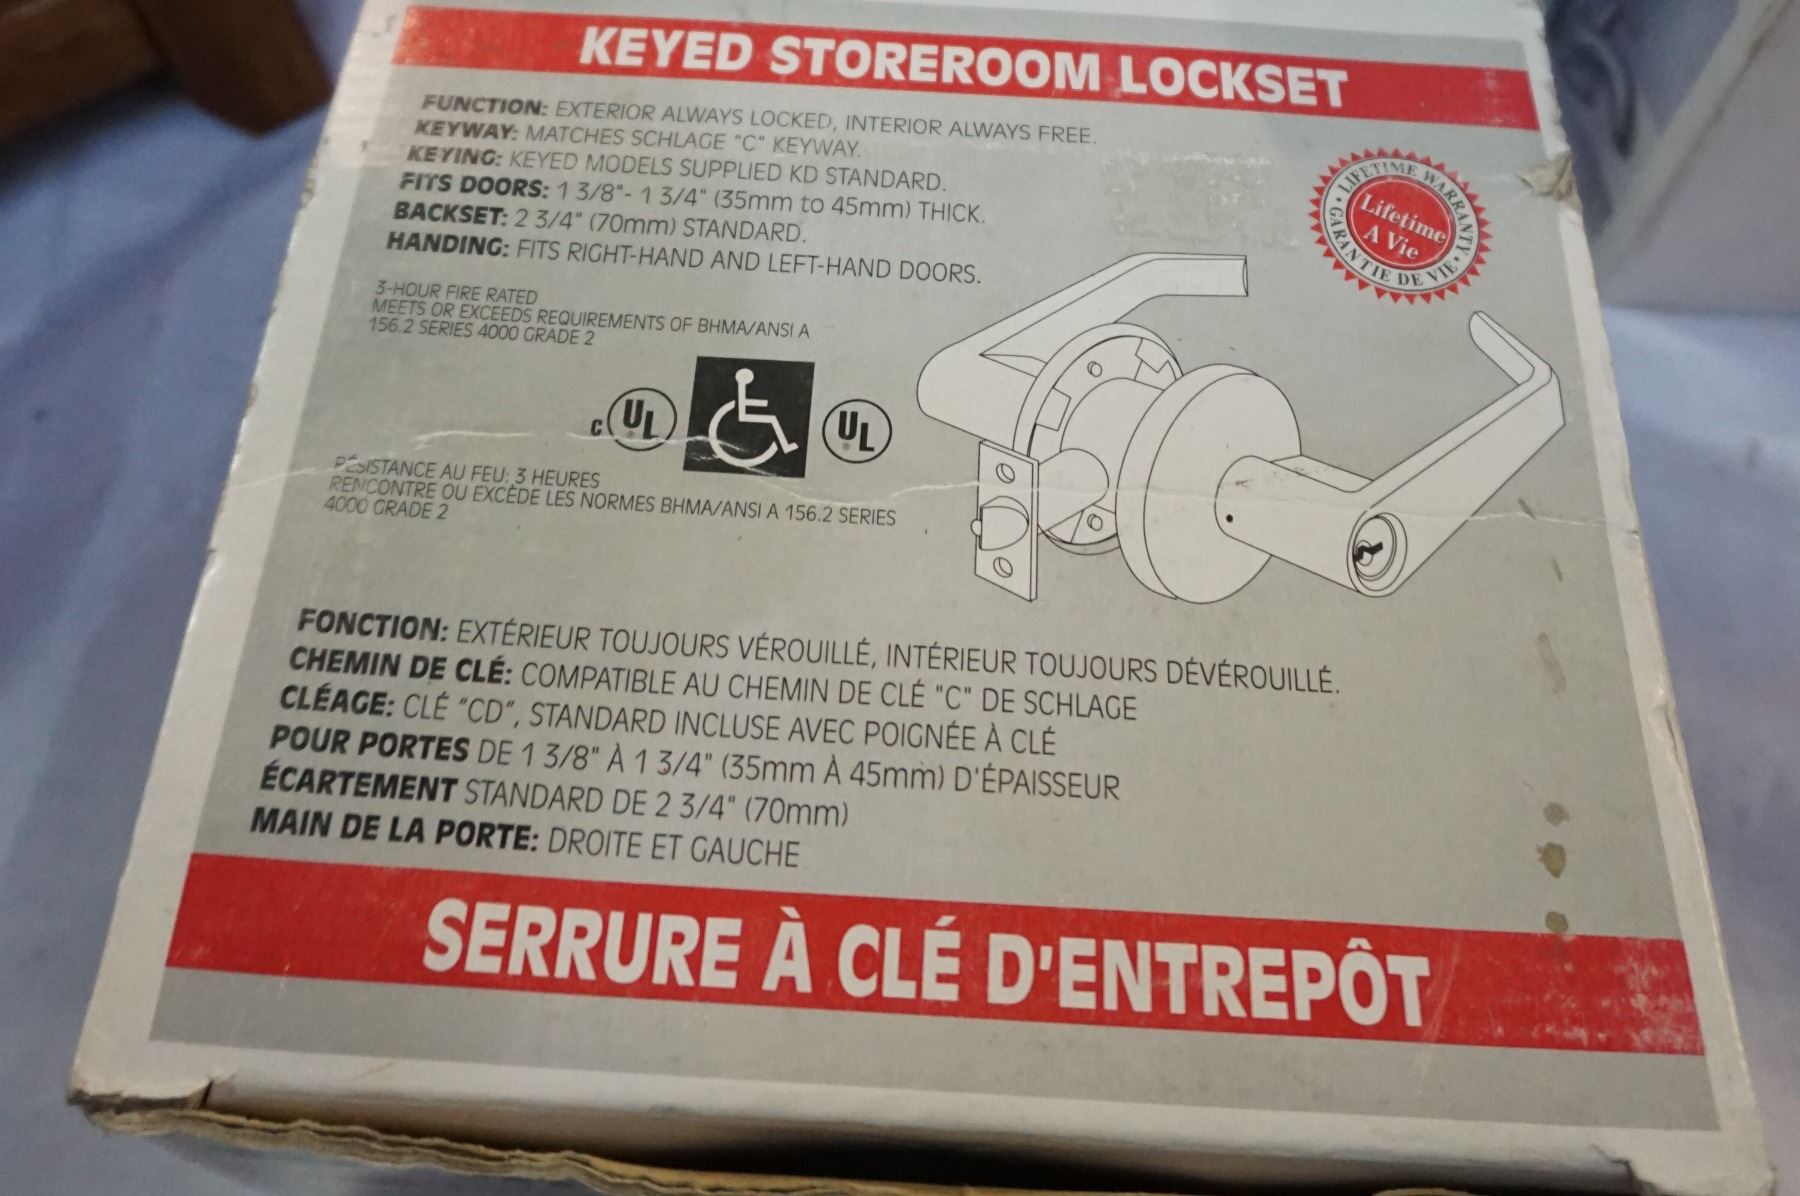 KEYED STOREROOM LOCKSET
FUNCTION: EXTERIOR ALWAYS LOCKED, INTERIOR ALWAYS FREE.
KEYWAY: MATCHES SCHLAGE "C" KEYWAY.
KEYING: KEYED MODELS SUPPLIED KD STANDARD.
FITS DOORS: 1 3/8"- 1 3/4" (35mm to 45mm) THICK.
BACKSET: 2 3/4" (70mm) STANDARD.
HANDING: FITS RIGHT-HAND AND LEFT-HAND DOORS.
LIFETIME WARRANTY
Lifetime
A Vie
GARANTIE DE VIE
3-HOUR FIRE RATED
MEETS OR EXCEEDS REQUIREMENTS OF BHMA/ANSI A
156.2 SERIES 4000 GRADE 2
C UL ®
UL ®
RÉSISTANCE AU FEU: 3 HEURES
RENCONTRE OU EXCÈDE LES NORMES BHMA/ANSI A 156.2 SERIES
4000 GRADE 2
FONCTION: EXTÉRIEUR TOUJOURS VÉROUILLÉ, INTÉRIEUR TOUJOURS DÉVÉROUILLÉ.
CHEMIN DE CLÉ: COMPATIBLE AU CHEMIN DE CLÉ "C" DE SCHLAGE
CLÉAGE: CLÉ "CD", STANDARD INCLUSE AVEC POIGNÉE À CLÉ
POUR PORTES DE 1 3/8" À 1 3/4" (35mm À 45mm) D'ÉPAISSEUR
ÉCARTEMENT STANDARD DE 2 3/4" (70mm)
MAIN DE LA PORTE: DROITE ET GAUCHE
SERRURE À CLÉ D'ENTREPÔT